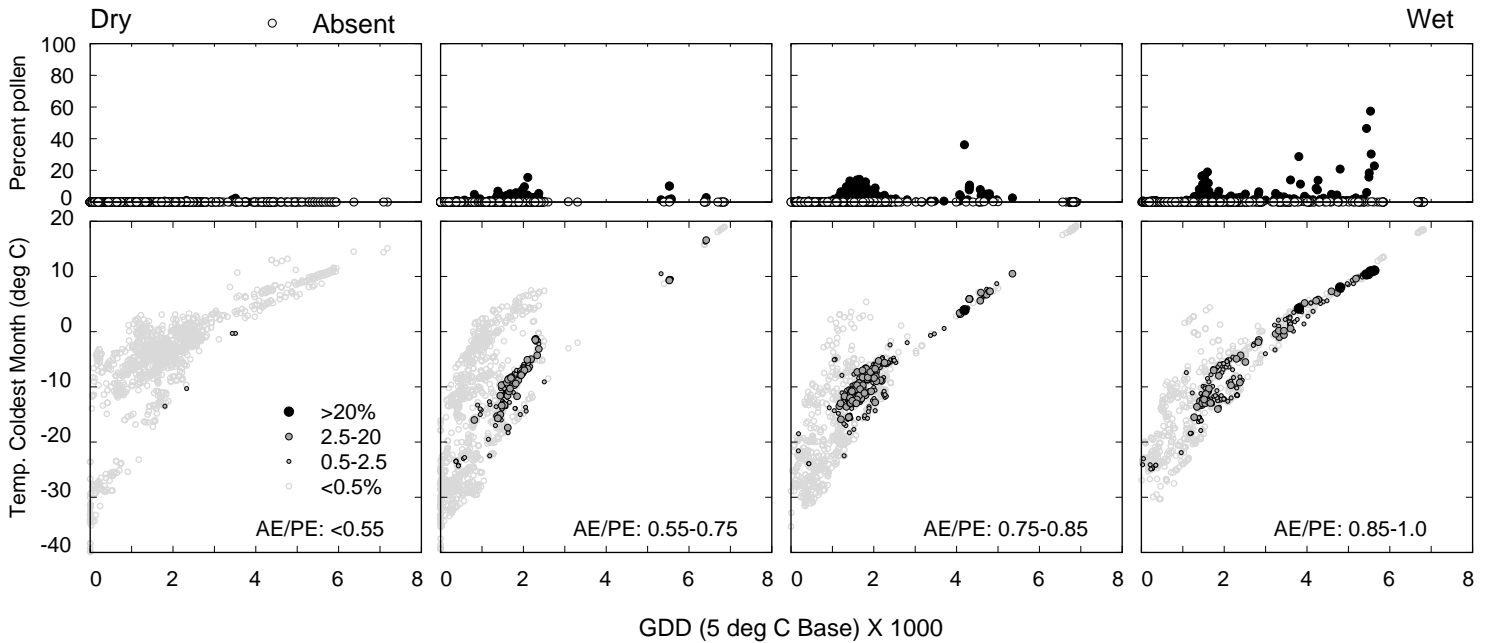 Dry
Absent
Wet
Percent pollen
100
80
60
40
20
0
Temp. Coldest Month (deg C)
20
10
0
-10
-20
-30
-40
>20%
2.5-20
0.5-2.5
<0.5%
AE/PE: <0.55
AE/PE: 0.55-0.75
AE/PE: 0.75-0.85
AE/PE: 0.85-1.0
0 2 4 6 8
0 2 4 6 8
0 2 4 6 8
0 2 4 6 8
GDD (5 deg C Base) X 1000